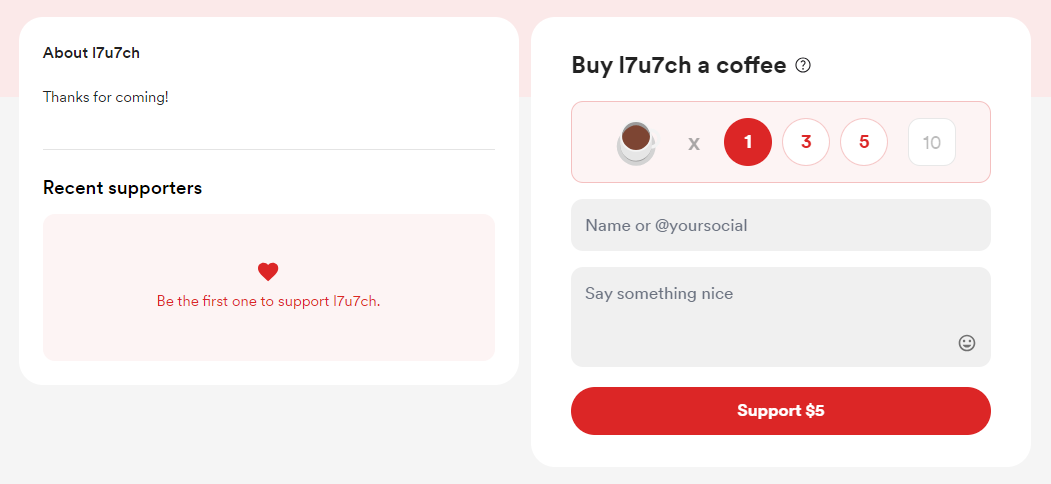 About l7u7ch
Thanks for coming!
Recent supporters
Be the first one to support l7u7ch.
Buy l7u7ch a coffee
x 1 3 5 10
Name or @yoursocial
Say something nice
Support $5